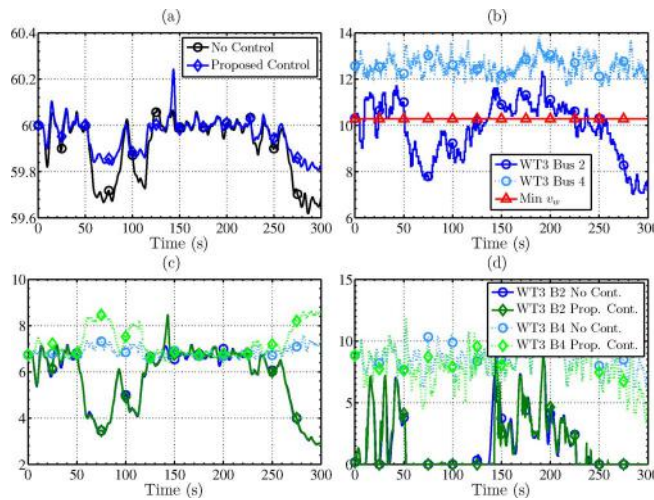 (a)
60.4
60.2
60
59.8
59.6
No Control
Proposed Control
0 50 100 150 200 250 300
Time (s)
(b)
14
12
10
8
6
WT3 Bus 2
WT3 Bus 4
Min v_w
0 50 100 150 200 250 300
Time (s)
(c)
10
8
6
4
2
0 50 100 150 200 250 300
Time (s)
(d)
15
10
5
0
WT3 B2 No Cont.
WT3 B2 Prop. Cont.
WT3 B4 No Cont.
WT3 B4 Prop. Cont.
0 50 100 150 200 250 300
Time (s)